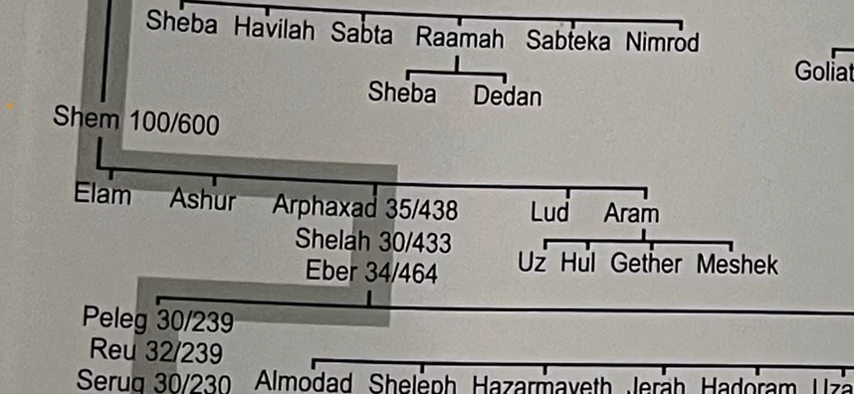 Sheba Havilah Sabta Raamah Sabteka Nimrod
Sheba Dedan
Shem 100/600
Elam Ashur Arphaxad 35/438 Lud Aram
Shelah 30/433
Eber 34/464
Uz Hul Gether Meshek
Peleg 30/239
Reu 32/239
Serug 30/230 Almodad Sheleph Hazarmaveth Jerah Hadoram